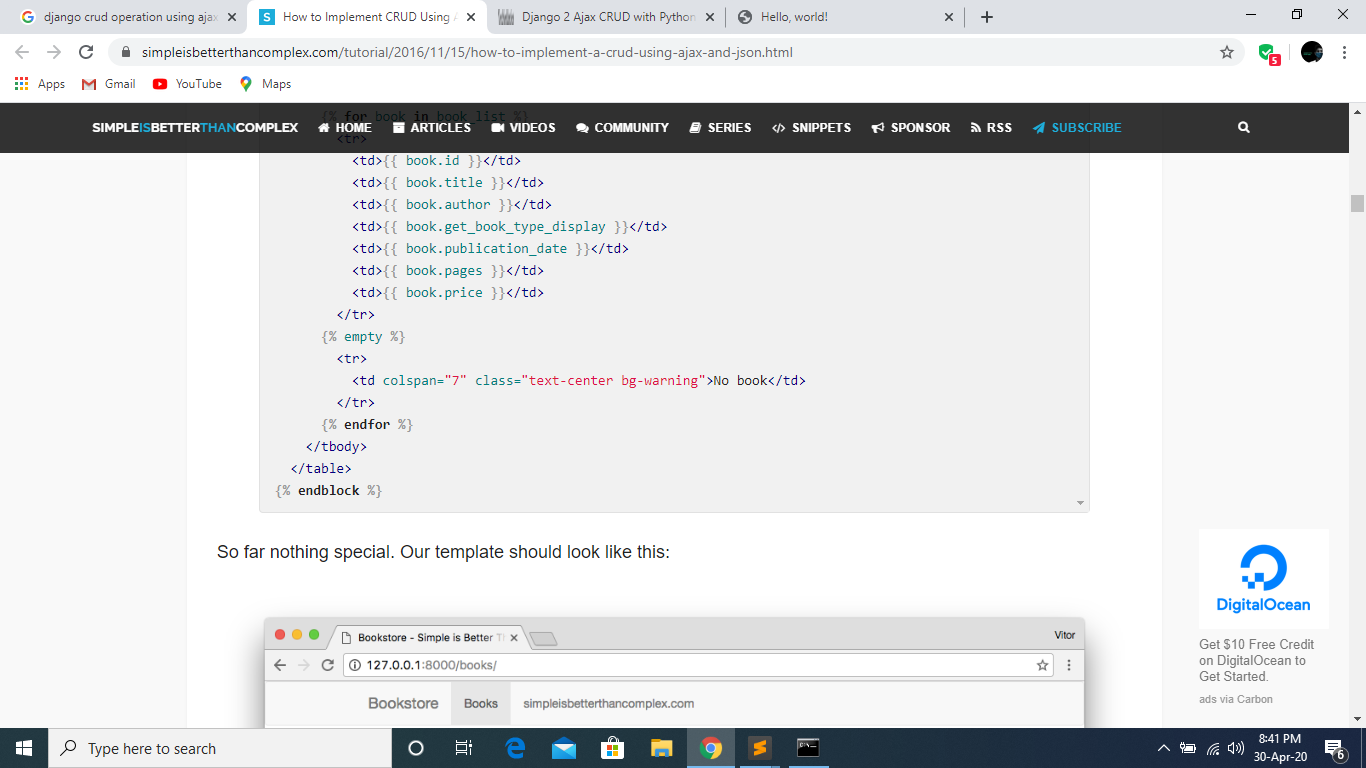 django crud operation using ajax
How to Implement CRUD Using A
Django 2 Ajax CRUD with Python
Hello, world!
simpleisbetterthancomplex.com/tutorial/2016/11/15/how-to-implement-a-crud-using-ajax-and-json.html
5
Apps Gmail YouTube Maps
{% for book in book_list %}
SIMPLEISBETTERTHANCOMPLEX HOME ARTICLES VIDEOS COMMUNITY SERIES SNIPPETS SPONSOR RSS SUBSCRIBE
<tr>
<td>{{ book.id }}</td>
<td>{{ book.title }}</td>
<td>{{ book.author }}</td>
<td>{{ book.get_book_type_display }}</td>
<td>{{ book.publication_date }}</td>
<td>{{ book.pages }}</td>
<td>{{ book.price }}</td>
</tr>
{% empty %}
<tr>
<td colspan="7" class="text-center bg-warning">No book</td>
</tr>
{% endfor %}
</tbody>
</table>
{% endblock %}
So far nothing special. Our template should look like this:
Bookstore - Simple is Better Th
Vitor
127.0.0.1:8000/books/
Bookstore Books simpleisbetterthancomplex.com
DigitalOcean
Get $10 Free Credit
on DigitalOcean to
Get Started.
ads via Carbon
Type here to search
8:41 PM
30-Apr-20
6